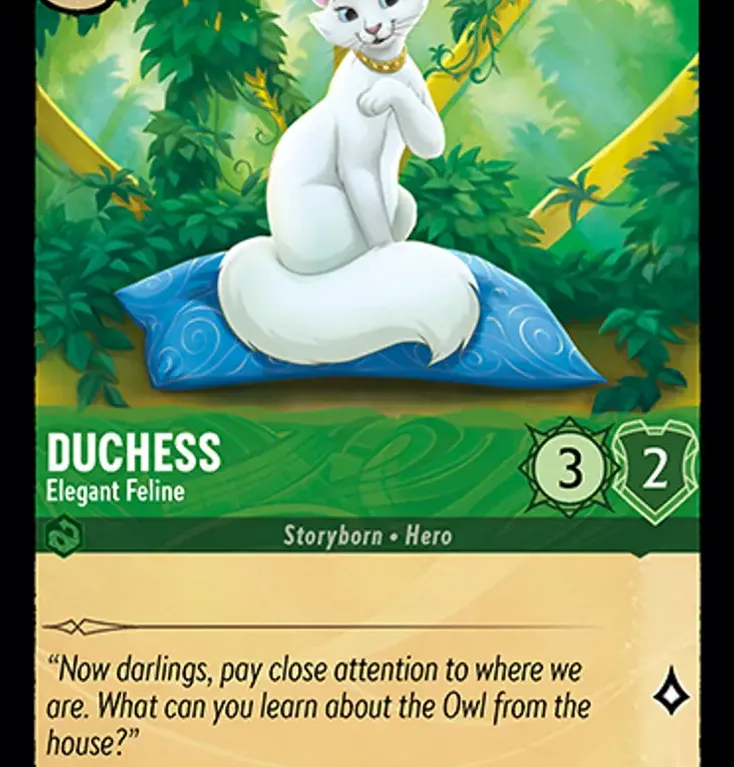 DUCHESS
Elegant Feline
3
2
Storyborn • Hero
“Now darlings, pay close attention to where we
are. What can you learn about the Owl from the
house?”